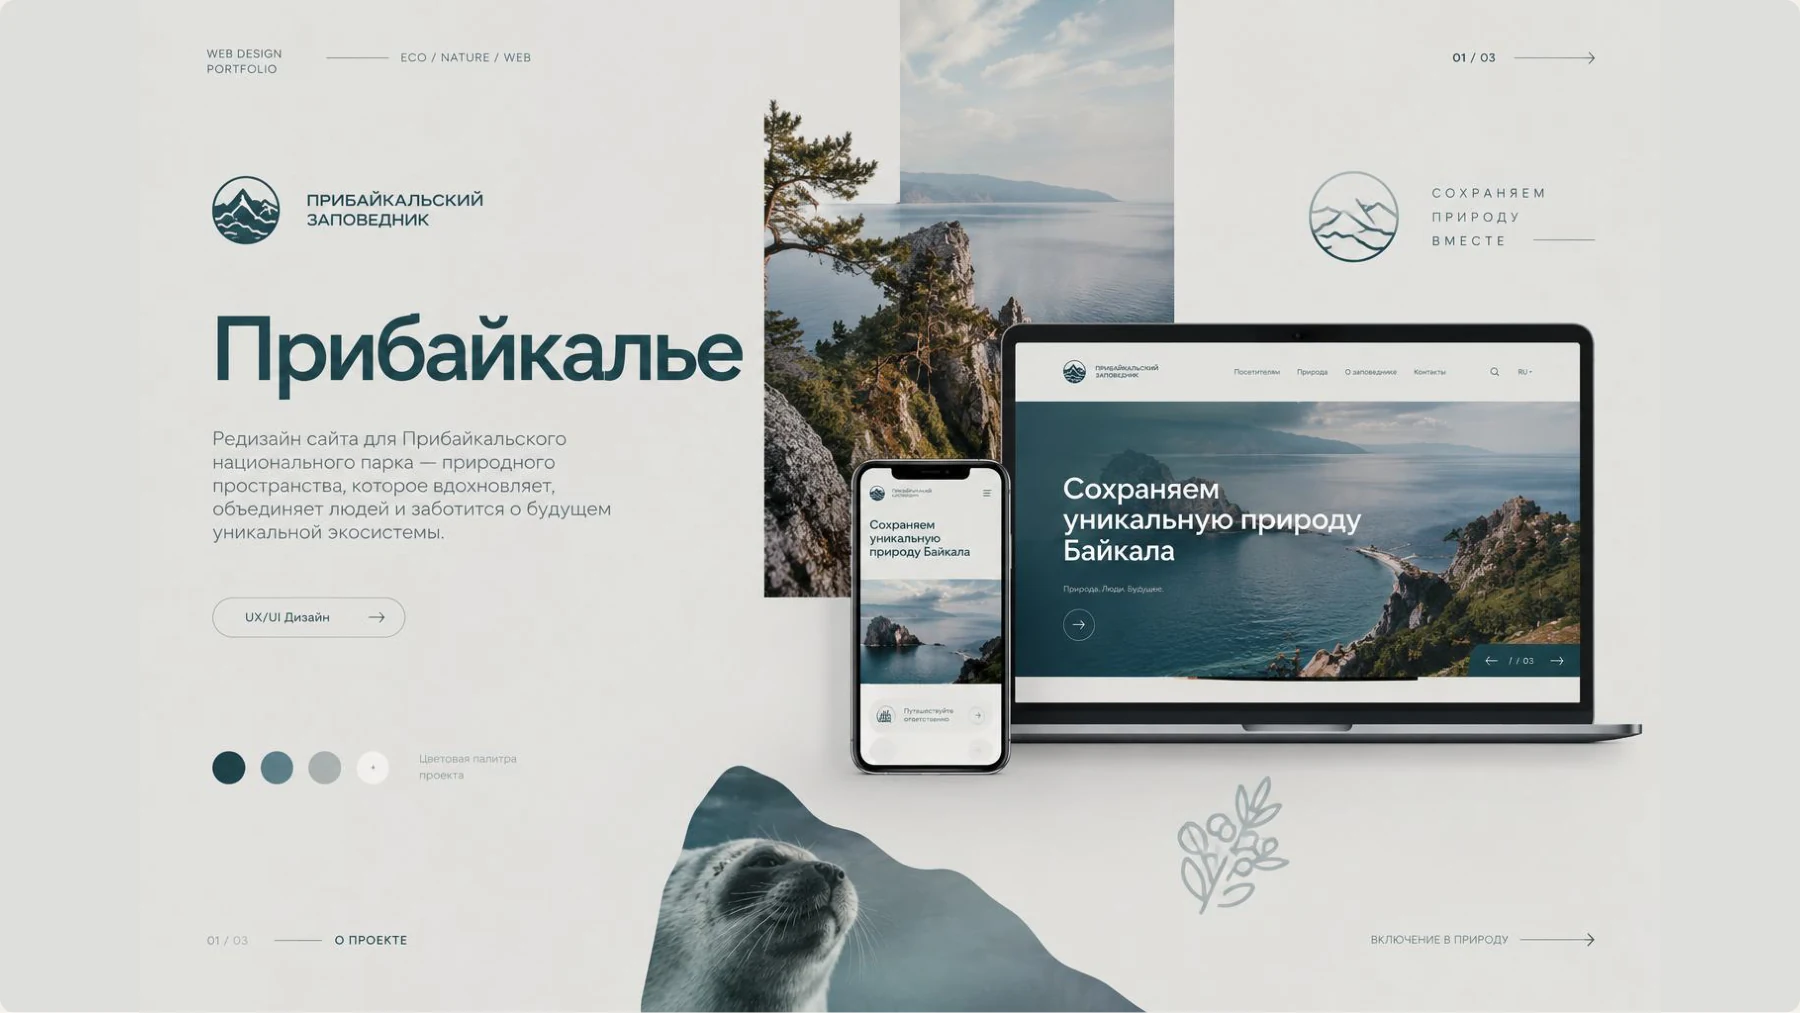 WEB DESIGN
PORTFOLIO
ECO / NATURE / WEB
01 / 03
ПРИБАЙКАЛЬСКИЙ
ЗАПОВЕДНИК
СОХРАНЯЕМ
ПРИРОДУ
ВМЕСТЕ
Прибайкалье
Редизайн сайта для Прибайкальского
национального парка — природного
пространства, которое вдохновляет,
объединяет людей и заботится о будущем
уникальной экосистемы.
UX/UI Дизайн
Цветовая палитра
проекта
ПРИБАЙКАЛЬСКИЙ
ЗАПОВЕДНИК
Посетителям
Природа
О заповеднике
Контакты
RU
Сохраняем
уникальную природу
Байкала
Природа. Люди. Будущее.
/ / 03
Сохраняем
уникальную
природу Байкала
Путешествуйте
ответственно
01 / 03
О ПРОЕКТЕ
ВКЛЮЧЕНИЕ В ПРИРОДУ